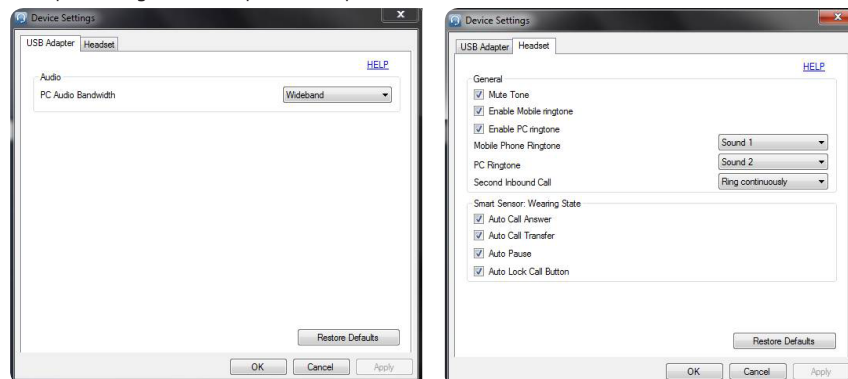 Device Settings
x
USB Adapter Headset
HELP
Audio
PC Audio Bandwidth Wideband
Restore Defaults
OK Cancel Apply
Device Settings
x
USB Adapter Headset
HELP
General
Mute Tone
Enable Mobile ringtone
Enable PC ringtone
Mobile Phone Ringtone Sound 1
PC Ringtone Sound 2
Second Inbound Call Ring continuously
Smart Sensor: Wearing State
Auto Call Answer
Auto Call Transfer
Auto Pause
Auto Lock Call Button
Restore Defaults
OK Cancel Apply